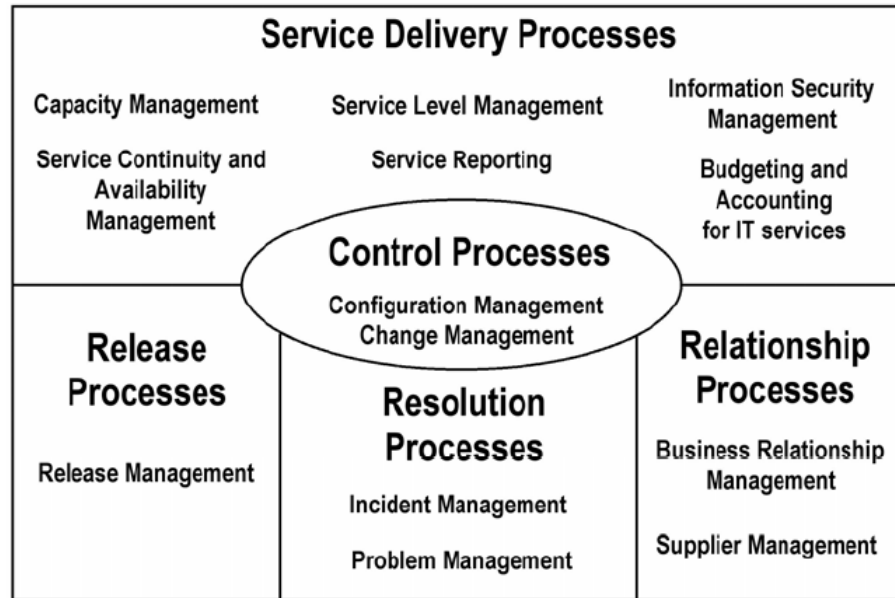 Service Delivery Processes
Capacity Management
Service Continuity and
Availability
Management
Service Level Management
Service Reporting
Information Security
Management
Budgeting and
Accounting
for IT services
Control Processes
Configuration Management
Change Management
Release
Processes
Release Management
Resolution
Processes
Incident Management
Problem Management
Relationship
Processes
Business Relationship
Management
Supplier Management